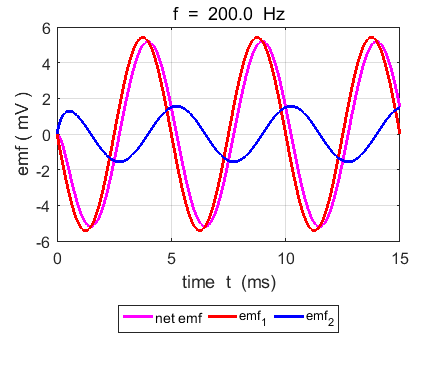 f = 200.0 Hz
emf ( mV )
6
4
2
0
-2
-4
-6
0 5 10 15
time t (ms)
net emf emf₁ emf₂